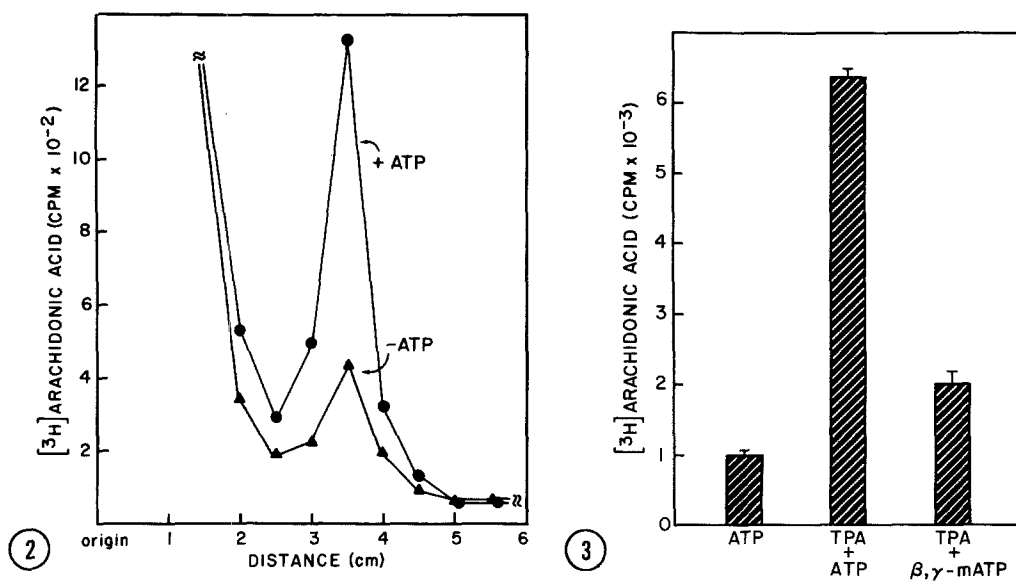 [³H]ARACHIDONIC ACID (CPM x 10⁻²)
12
10
8
6
4
2
+ ATP
-ATP
origin 1 2 3 4 5 6
DISTANCE (cm)
2
[³H]ARACHIDONIC ACID (CPM x 10⁻³)
6
5
4
3
2
1
0
ATP TPA TPA
+ +
ATP β,γ-mATP
3